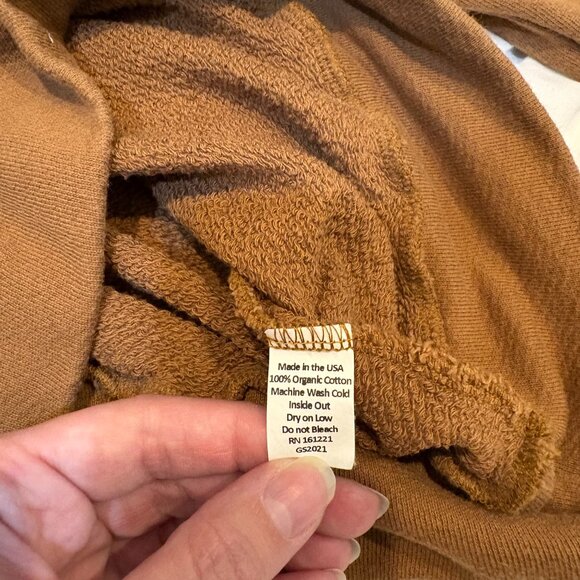 Made in the USA
100% Organic Cotton
Machine Wash Cold
Inside Out
Dry on Low
Do not Bleach
RN 161221
GS2021